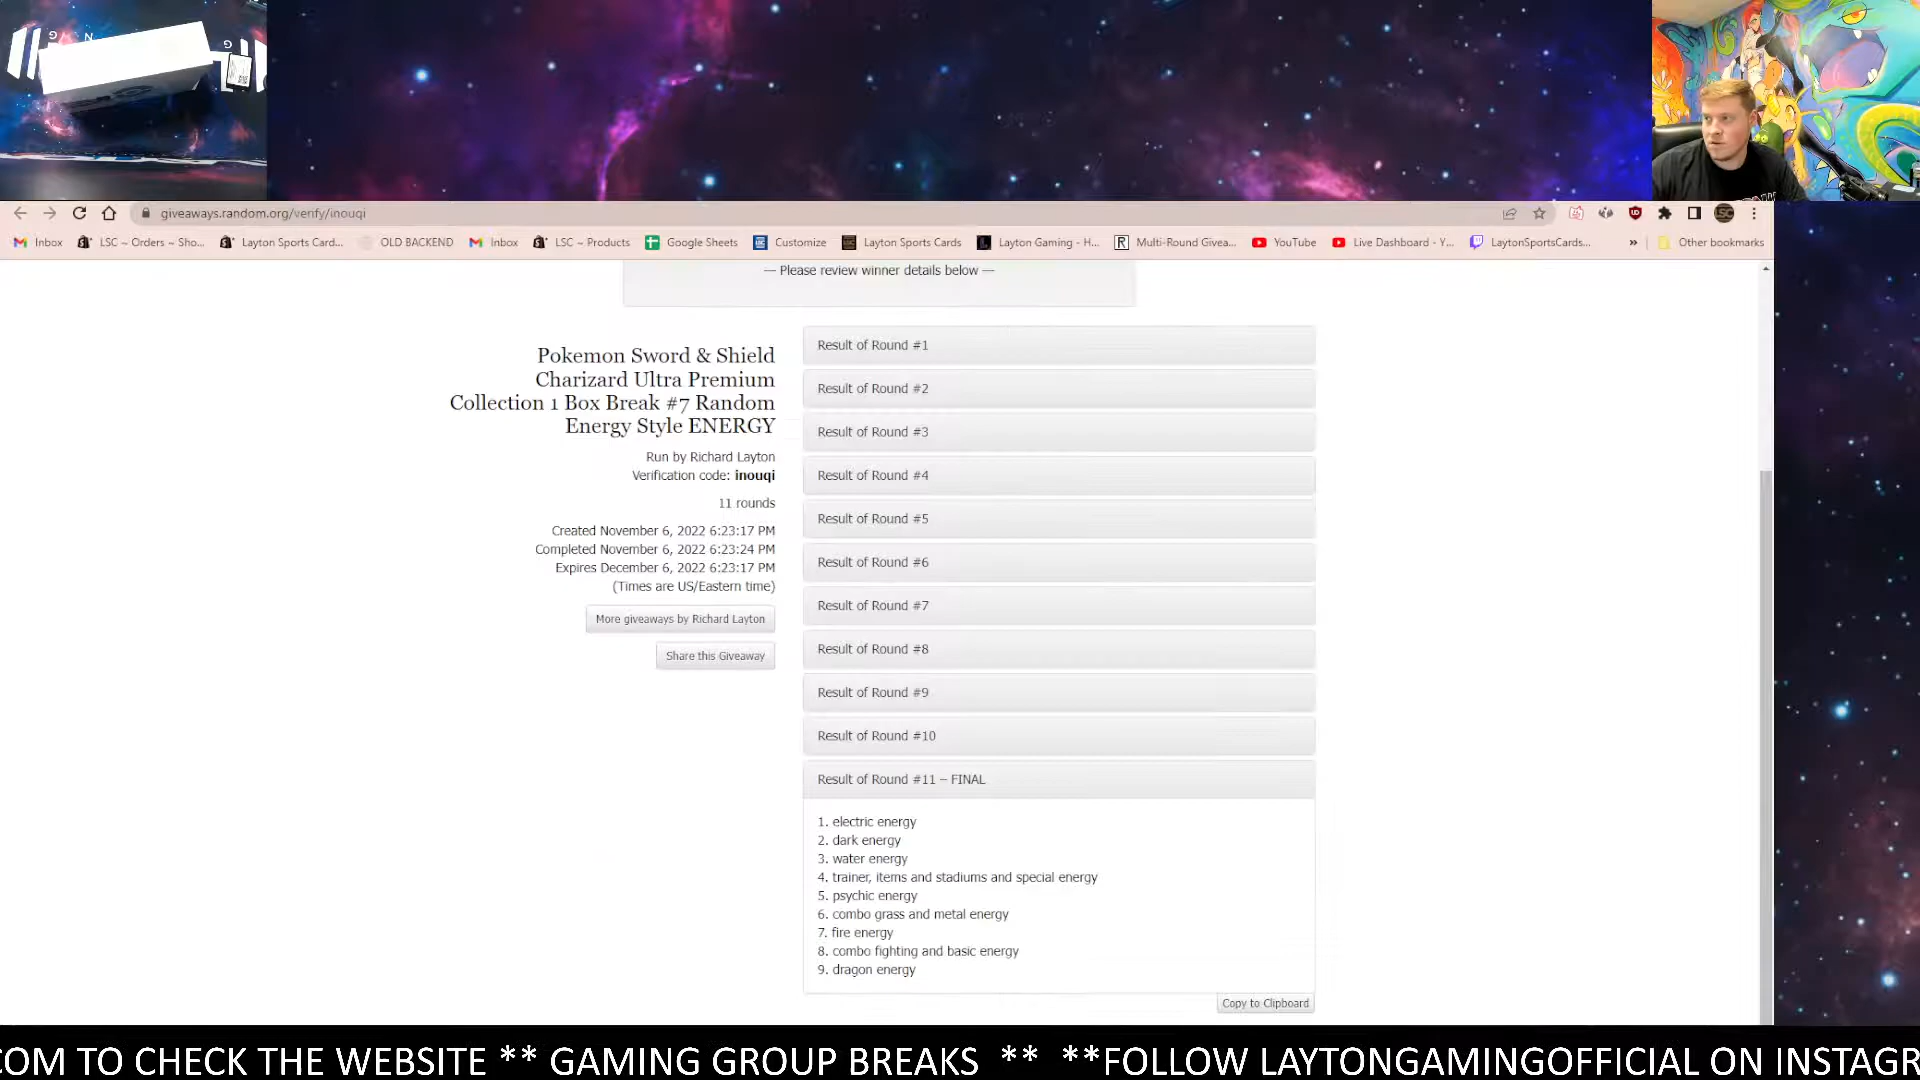 G N
G
giveaways.random.org/verify/inouqi
Inbox LSC ~ Orders ~ Sho... Layton Sports Card... OLD BACKEND Inbox LSC ~ Products Google Sheets Customize Layton Sports Cards Layton Gaming - H... Multi-Round Givea... YouTube Live Dashboard - Y... LaytonSportsCards... » Other bookmarks
— Please review winner details below —
Pokemon Sword & Shield
Charizard Ultra Premium
Collection 1 Box Break #7 Random
Energy Style ENERGY
Run by Richard Layton
Verification code: inouqi
11 rounds
Created November 6, 2022 6:23:17 PM
Completed November 6, 2022 6:23:24 PM
Expires December 6, 2022 6:23:17 PM
(Times are US/Eastern time)
More giveaways by Richard Layton
Share this Giveaway
Result of Round #1
Result of Round #2
Result of Round #3
Result of Round #4
Result of Round #5
Result of Round #6
Result of Round #7
Result of Round #8
Result of Round #9
Result of Round #10
Result of Round #11 – FINAL
1. electric energy
2. dark energy
3. water energy
4. trainer, items and stadiums and special energy
5. psychic energy
6. combo grass and metal energy
7. fire energy
8. combo fighting and basic energy
9. dragon energy
Copy to Clipboard
COM TO CHECK THE WEBSITE ** GAMING GROUP BREAKS ** **FOLLOW LAYTONGAMINGOFFICIAL ON INSTAGR